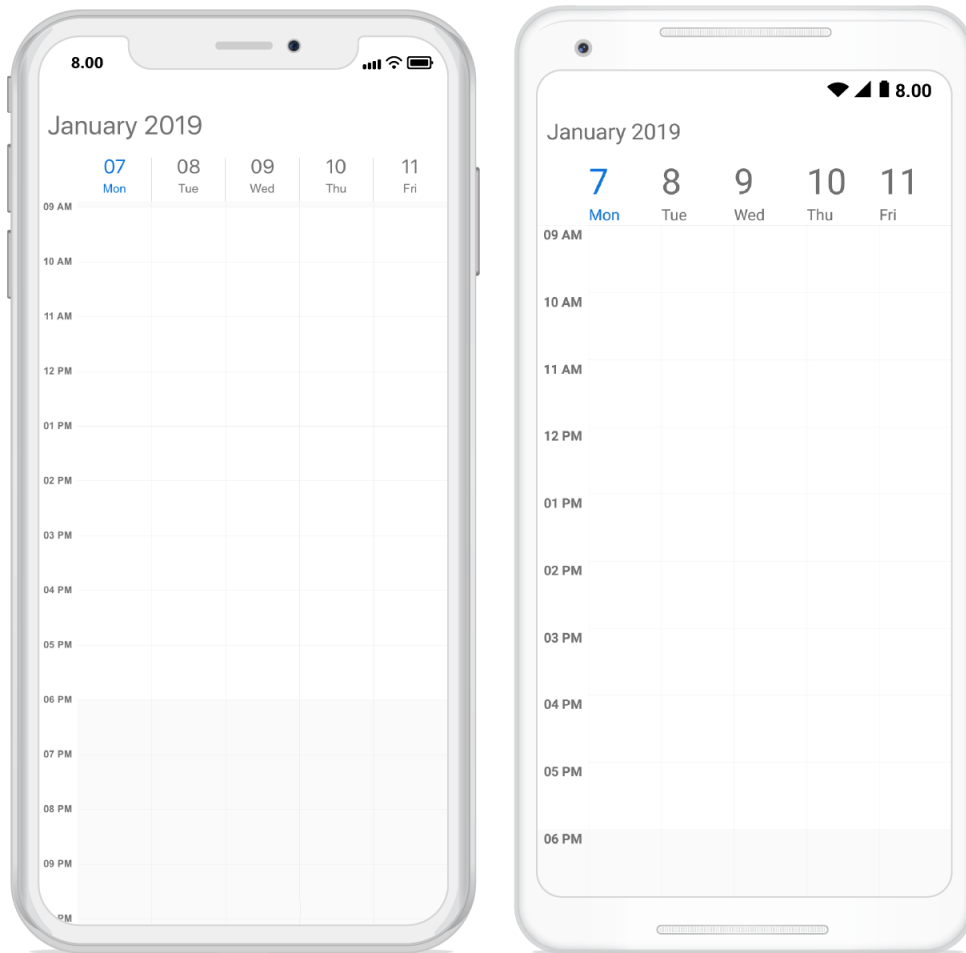 8.00
January 2019
07 08 09 10 11
Mon Tue Wed Thu Fri
09 AM
10 AM
11 AM
12 PM
01 PM
02 PM
03 PM
04 PM
05 PM
06 PM
07 PM
08 PM
09 PM
PM
8.00
January 2019
7 8 9 10 11
Mon Tue Wed Thu Fri
09 AM
10 AM
11 AM
12 PM
01 PM
02 PM
03 PM
04 PM
05 PM
06 PM